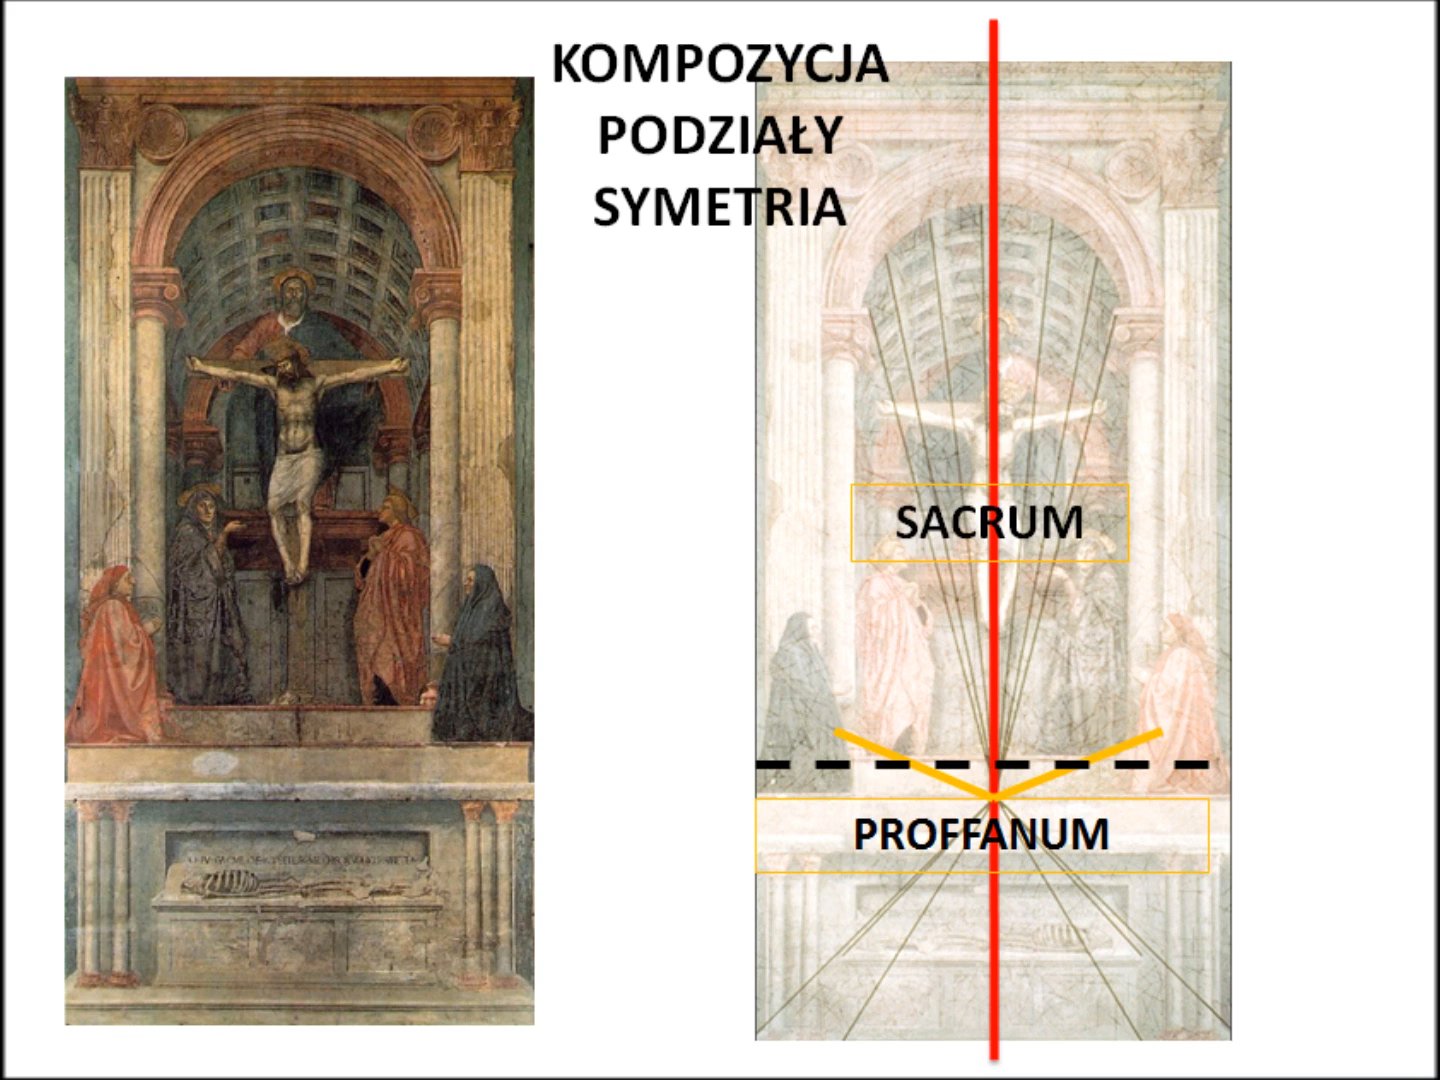 KOMPOZYCJA
PODZIAŁY
SYMETRIA
SACRUM
PROFFANUM